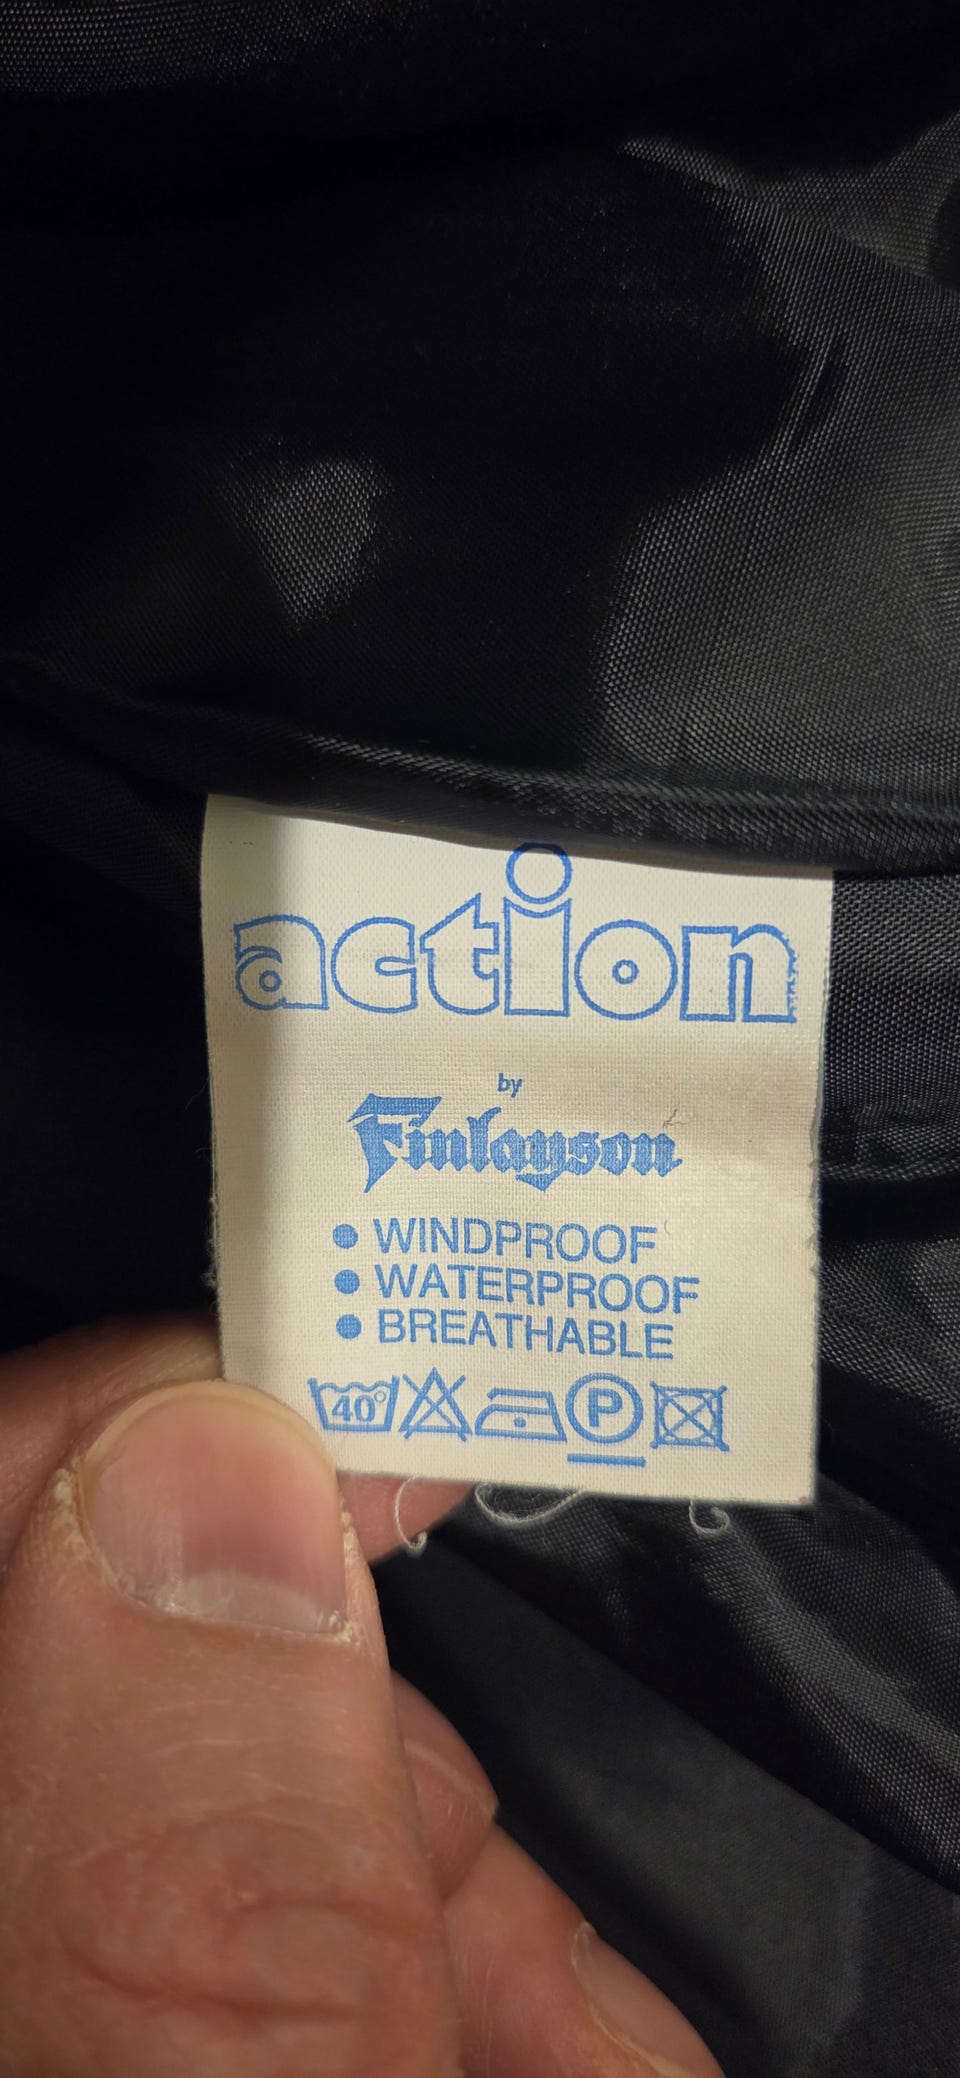 action
by
Finlayson
• WINDPROOF
• WATERPROOF
• BREATHABLE
40° P